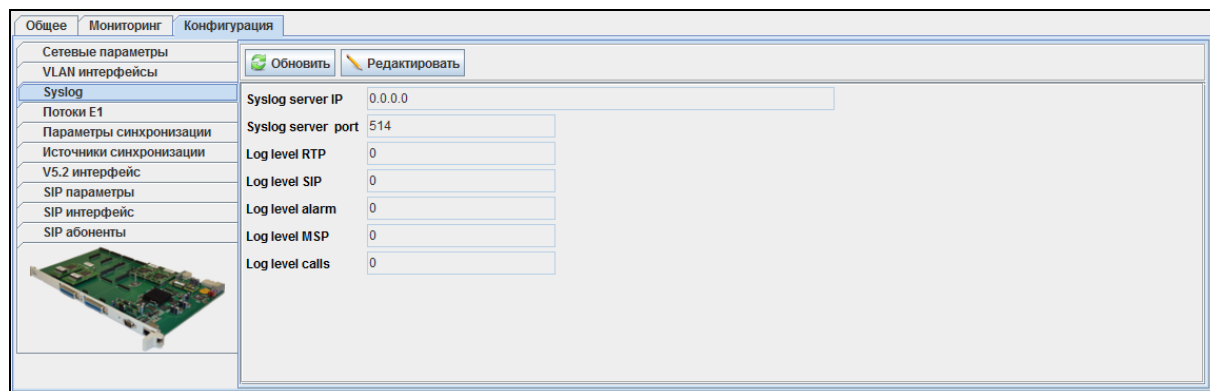 Общее Мониторинг Конфигурация
Сетевые параметры
VLAN интерфейсы
Syslog
Потоки E1
Параметры синхронизации
Источники синхронизации
V5.2 интерфейс
SIP параметры
SIP интерфейс
SIP абоненты
Обновить Редактировать
Syslog server IP 0.0.0.0
Syslog server port 514
Log level RTP 0
Log level SIP 0
Log level alarm 0
Log level MSP 0
Log level calls 0